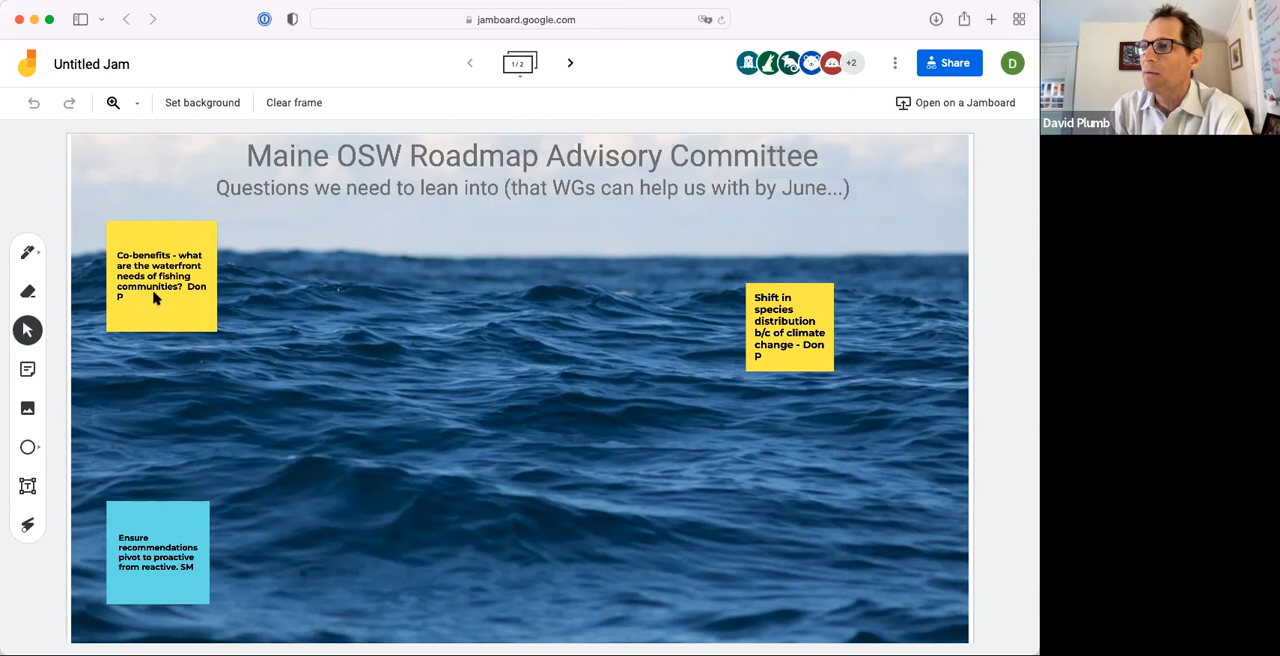 jamboard.google.com
Untitled Jam
1/2
+2
Share
D
Set background
Clear frame
Open on a Jamboard
David Plumb
Maine OSW Roadmap Advisory Committee
Questions we need to lean into (that WGs can help us with by June...)
Co-benefits - what
are the waterfront
needs of fishing
communities? Don
P
Shift in
species
distribution
b/c of climate
change - Don
P
Ensure
recommendations
pivot to proactive
from reactive. SM